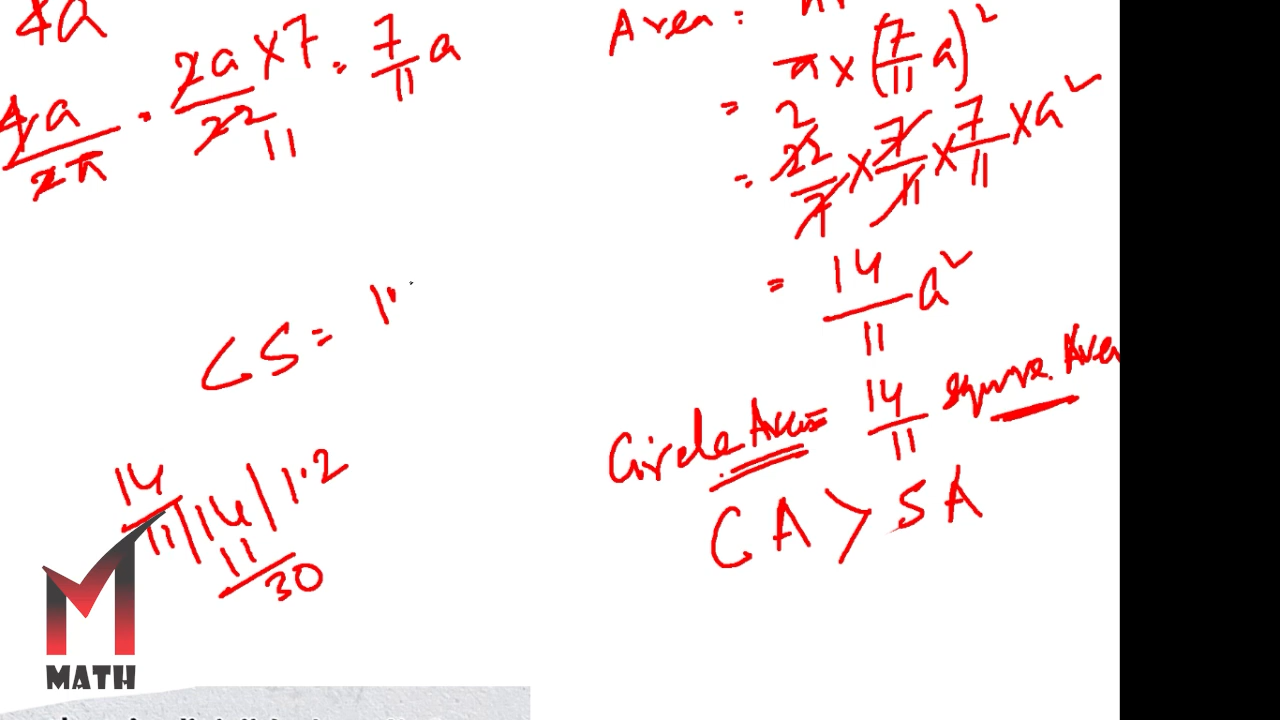 4a
4a/2π = 2a×7/22 11 = 7/11 a
CS = 1.
14/11 | 14 | 1.2
11
30
Area =
π × (7/11 a)²
= 2
= 22/7 × 7/11 × 7/11 × a²
= 14/11 a²
Circle Area = 14/11 square Area
CA > SA
MATH